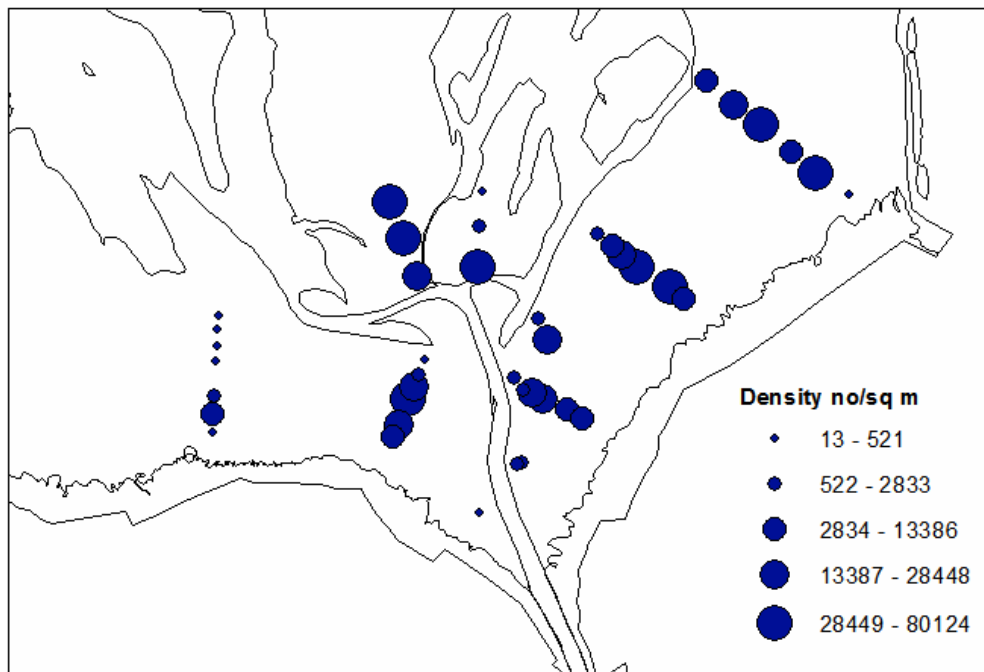 Density no/sq m
13 - 521
522 - 2833
2834 - 13386
13387 - 28448
28449 - 80124